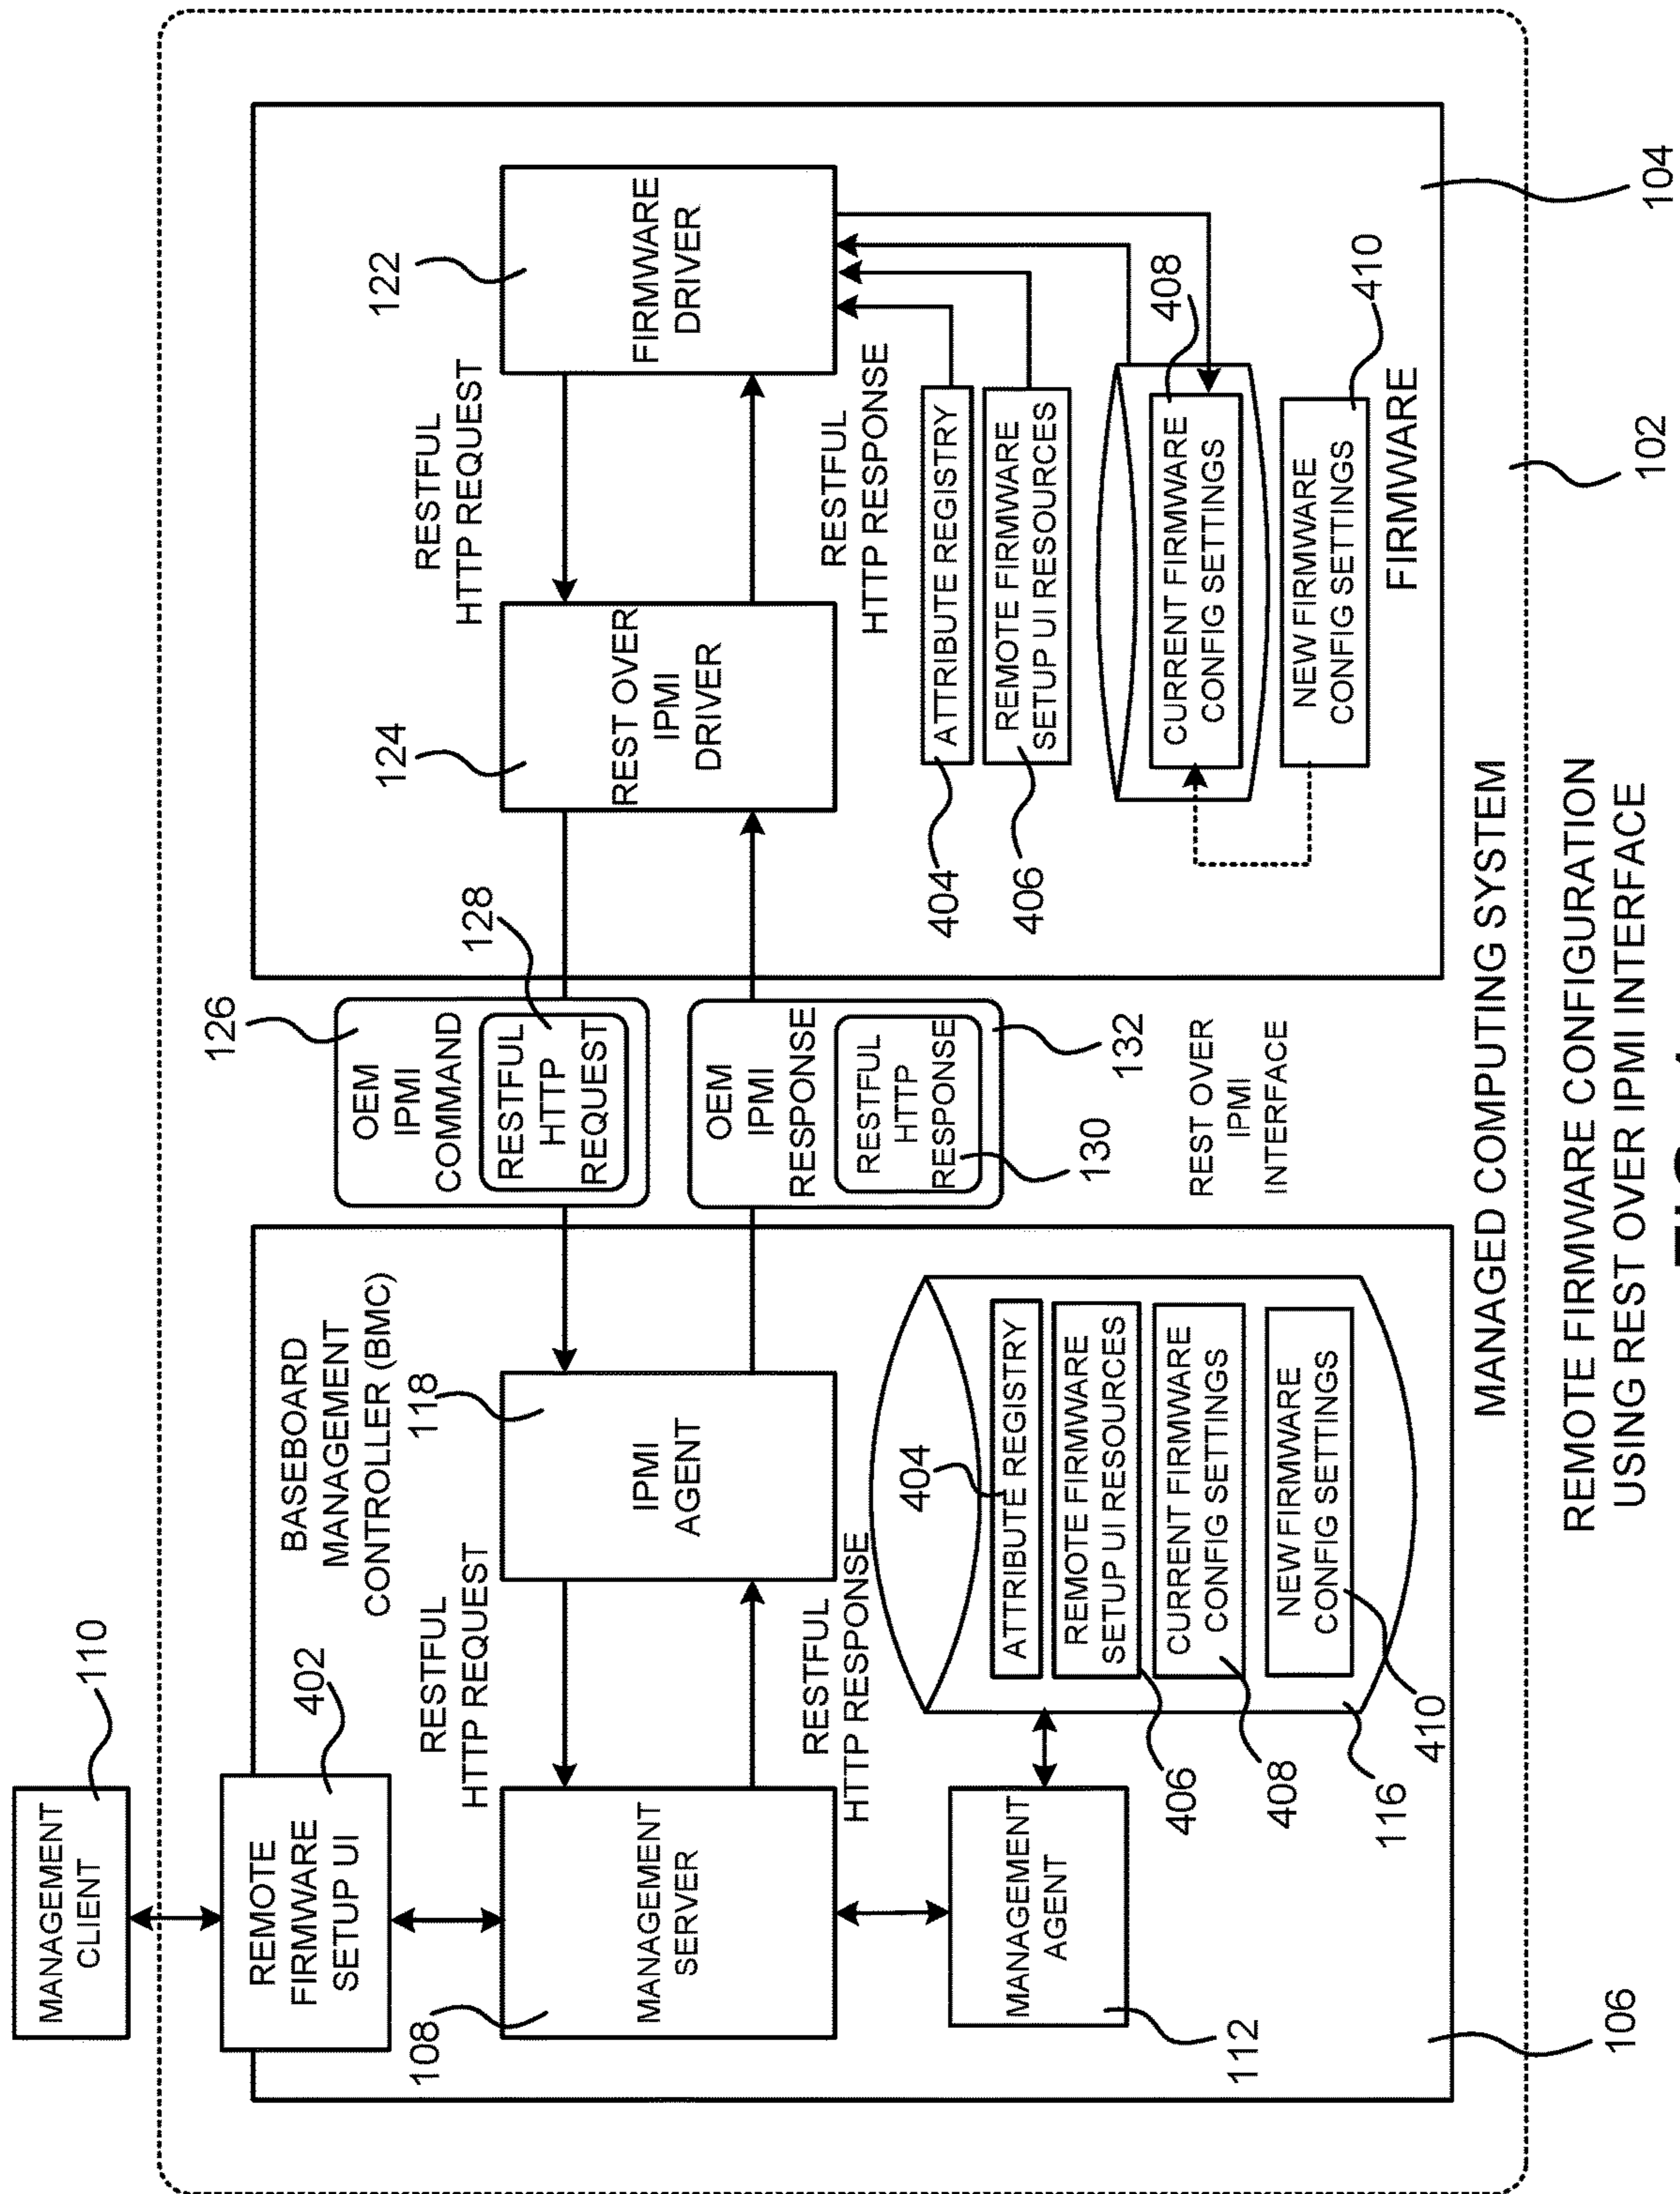 MANAGEMENT
CLIENT
110
REMOTE
FIRMWARE
SETUP UI
402
BASEBOARD
MANAGEMENT
CONTROLLER (BMC)
108
MANAGEMENT
SERVER
RESTFUL
HTTP REQUEST
RESTFUL
HTTP RESPONSE
118
IPMI
AGENT
MANAGEMENT
AGENT
112
404
ATTRIBUTE REGISTRY
REMOTE FIRMWARE
SETUP UI RESOURCES
CURRENT FIRMWARE
CONFIG SETTINGS
NEW FIRMWARE
CONFIG SETTINGS
406
408
116
410
106
126
OEM
IPMI
COMMAND
128
RESTFUL
HTTP
REQUEST
OEM
IPMI
RESPONSE
RESTFUL
HTTP
RESPONSE
130
132
REST OVER
IPMI
INTERFACE
124
REST OVER
IPMI
DRIVER
RESTFUL
HTTP REQUEST
RESTFUL
HTTP RESPONSE
122
FIRMWARE
DRIVER
404
ATTRIBUTE REGISTRY
406
REMOTE FIRMWARE
SETUP UI RESOURCES
408
CURRENT FIRMWARE
CONFIG SETTINGS
410
NEW FIRMWARE
CONFIG SETTINGS
FIRMWARE
104
MANAGED COMPUTING SYSTEM
102
REMOTE FIRMWARE CONFIGURATION
USING REST OVER IPMI INTERFACE